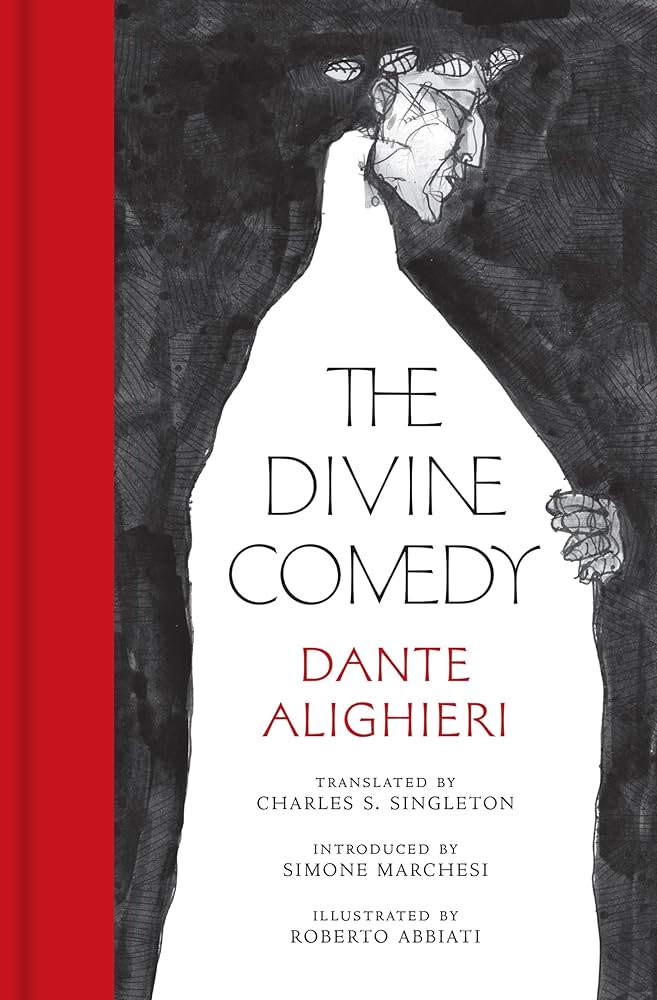 THE
DIVINE
COMEDY
DANTE
ALIGHIERI
TRANSLATED BY
CHARLES S. SINGLETON
INTRODUCED BY
SIMONE MARCHESI
ILLUSTRATED BY
ROBERTO ABBIATI